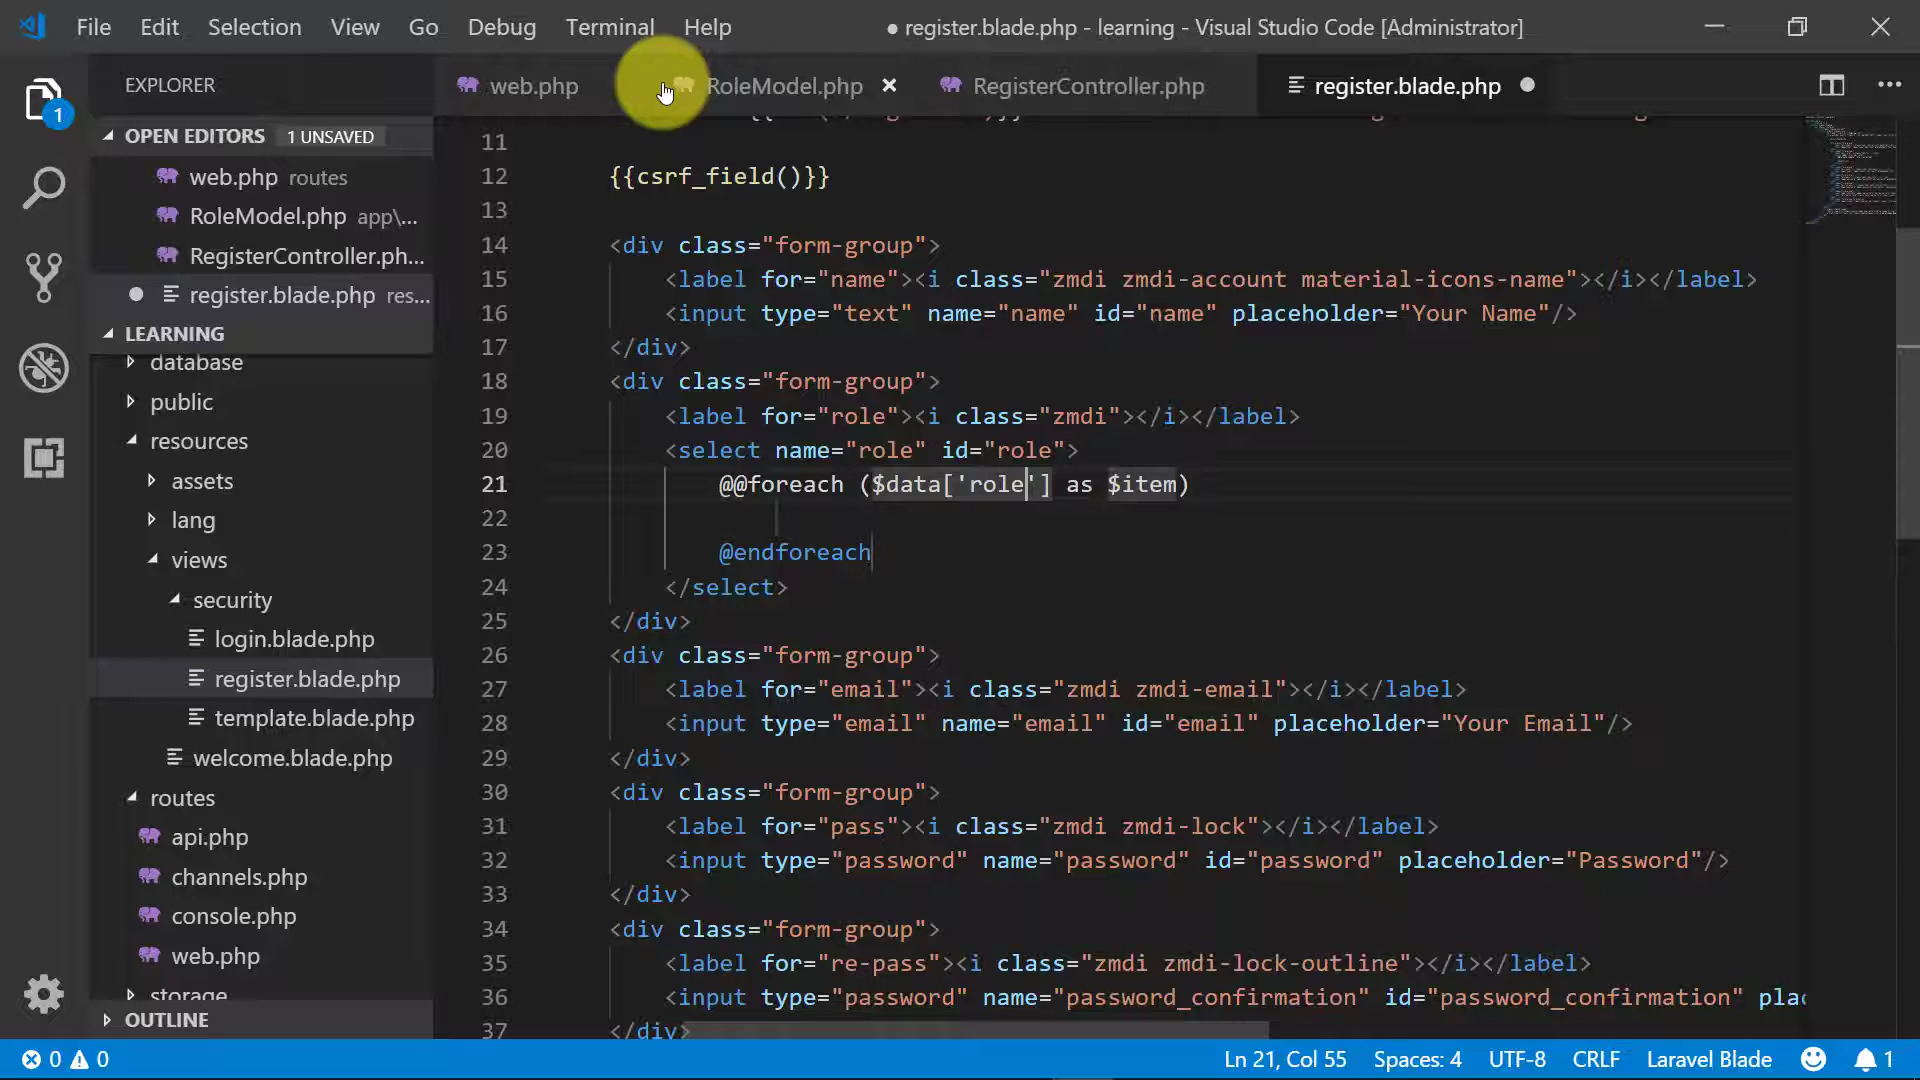 File Edit Selection View Go Debug Terminal Help ● register.blade.php - learning - Visual Studio Code [Administrator]
EXPLORER
web.php RoleModel.php RegisterController.php register.blade.php
OPEN EDITORS 1 UNSAVED
web.php routes
RoleModel.php app\...
RegisterController.ph...
register.blade.php res...
LEARNING
database
public
resources
assets
lang
views
security
login.blade.php
register.blade.php
template.blade.php
welcome.blade.php
routes
api.php
channels.php
console.php
web.php
storage
OUTLINE
11
12 {{csrf_field()}}
13
14 <div class="form-group">
15 <label for="name"><i class="zmdi zmdi-account material-icons-name"></i></label>
16 <input type="text" name="name" id="name" placeholder="Your Name"/>
17 </div>
18 <div class="form-group">
19 <label for="role"><i class="zmdi"></i></label>
20 <select name="role" id="role">
21 @@foreach ($data['role'] as $item)
22
23 @endforeach
24 </select>
25 </div>
26 <div class="form-group">
27 <label for="email"><i class="zmdi zmdi-email"></i></label>
28 <input type="email" name="email" id="email" placeholder="Your Email"/>
29 </div>
30 <div class="form-group">
31 <label for="pass"><i class="zmdi zmdi-lock"></i></label>
32 <input type="password" name="password" id="password" placeholder="Password"/>
33 </div>
34 <div class="form-group">
35 <label for="re-pass"><i class="zmdi zmdi-lock-outline"></i></label>
36 <input type="password" name="password_confirmation" id="password_confirmation" plac
37 </div>
1
0 0 Ln 21, Col 55 Spaces: 4 UTF-8 CRLF Laravel Blade 1